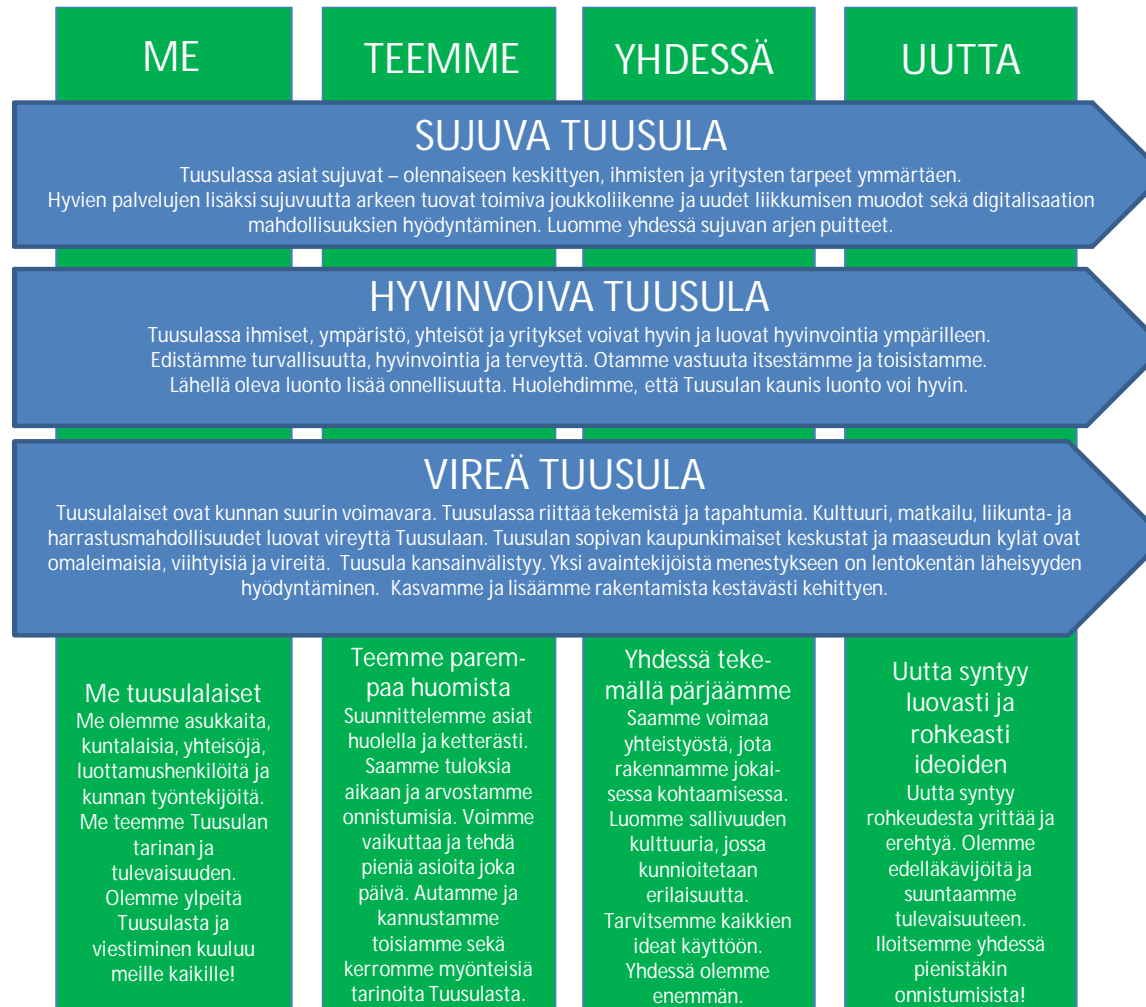 ME
TEEMME
YHDESSÄ
UUTTA
SUJUVA TUUSULA
Tuusulassa asiat sujuvat – olennaiseen keskittyen, ihmisten ja yritysten tarpeet ymmärtäen.
Hyvien palvelujen lisäksi sujuvuutta arkeen tuovat toimiva joukkoliikenne ja uudet liikkumisen muodot sekä digitalisaation
mahdollisuuksien hyödyntäminen. Luomme yhdessä sujuvan arjen puitteet.
HYVINVOIVA TUUSULA
Tuusulassa ihmiset, ympäristö, yhteisöt ja yritykset voivat hyvin ja luovat hyvinvointia ympärilleen.
Edistämme turvallisuutta, hyvinvointia ja terveyttä. Otamme vastuuta itsestämme ja toisistamme.
Lähellä oleva luonto lisää onnellisuutta. Huolehdimme, että Tuusulan kaunis luonto voi hyvin.
VIREÄ TUUSULA
Tuusulalaiset ovat kunnan suurin voimavara. Tuusulassa riittää tekemistä ja tapahtumia. Kulttuuri, matkailu, liikunta- ja
harrastusmahdollisuudet luovat vireyttä Tuusulaan. Tuusulan sopivan kaupunkimaiset keskustat ja maaseudun kylät ovat
omaleimaisia, viihtyisiä ja vireitä. Tuusula kansainvälistyy. Yksi avaintekijöistä menestykseen on lentokentän läheisyyden
hyödyntäminen. Kasvamme ja lisäämme rakentamista kestävästi kehittyen.
Me tuusulalaiset
Me olemme asukkaita,
kuntalaisia, yhteisöjä,
luottamushenkilöitä ja
kunnan työntekijöitä.
Me teemme Tuusulan
tarinan ja
tulevaisuuden.
Olemme ylpeitä
Tuusulasta ja
viestiminen kuuluu
meille kaikille!
Teemme parem-
paa huomista
Suunnittelemme asiat
huolella ja ketterästi.
Saamme tuloksia
aikaan ja arvostamme
onnistumisia. Voimme
vaikuttaa ja tehdä
pieniä asioita joka
päivä. Autamme ja
kannustamme
toisiamme sekä
kerromme myönteisiä
tarinoita Tuusulasta.
Yhdessä teke-
mällä pärjäämme
Saamme voimaa
yhteistyöstä, jota
rakennamme jokai-
sessa kohtaamisessa.
Luomme sallivuuden
kulttuuria, jossa
kunnioitetaan
erilaisuutta.
Tarvitsemme kaikkien
ideat käyttöön.
Yhdessä olemme
enemmän.
Uutta syntyy
luovasti ja
rohkeasti
ideoiden
Uutta syntyy
rohkeudesta yrittää ja
erehtyä. Olemme
edelläkävijöitä ja
suuntaamme
tulevaisuuteen.
Iloitsemme yhdessä
pienistäkin
onnistumisista!